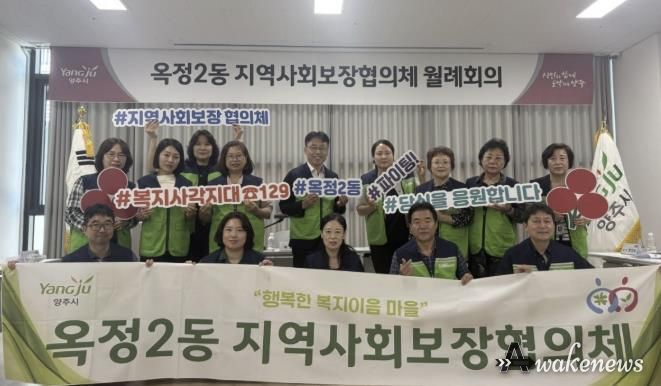 Yangju
양주시
옥정2동 지역사회보장협의체 월례회의
#지역사회보장 협의체
#복지사각지대☎129
#옥정2동
#파이팅!
#당신을 응원합니다
Yangju
양주시
Yangju
양주시
"행복한 복지이음 마을"
옥정2동 지역사회보장협의체
Awakenews